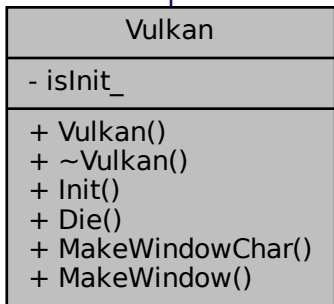 Vulkan
- isInit_
+ Vulkan()
+ ~Vulkan()
+ Init()
+ Die()
+ MakeWindowChar()
+ MakeWindow()